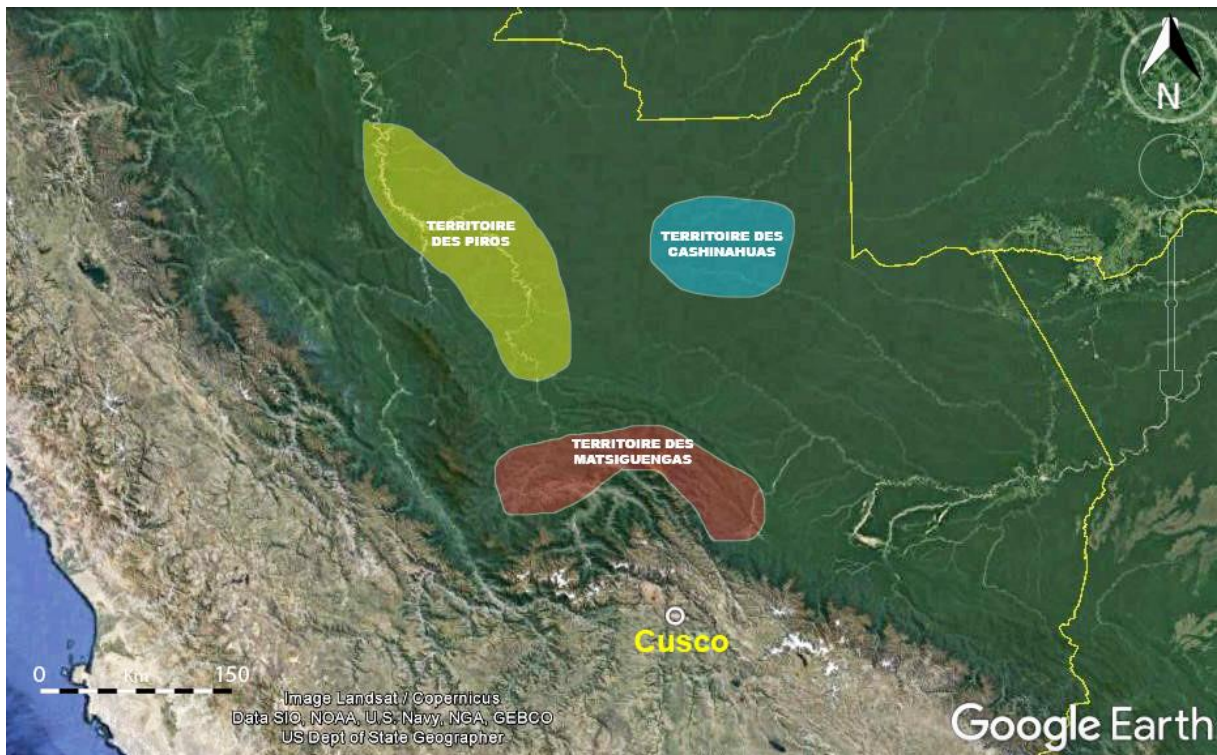 N
TERRITOIRE
DES PIROS
TERRITOIRE DES
CASHINAHUAS
TERRITOIRE DES
MATSIGUENGAS
Cusco
0 Km 150
Image Landsat / Copernicus
Data SIO, NOAA, U.S. Navy, NGA, GEBCO
US Dept of State Geographer
Google Earth